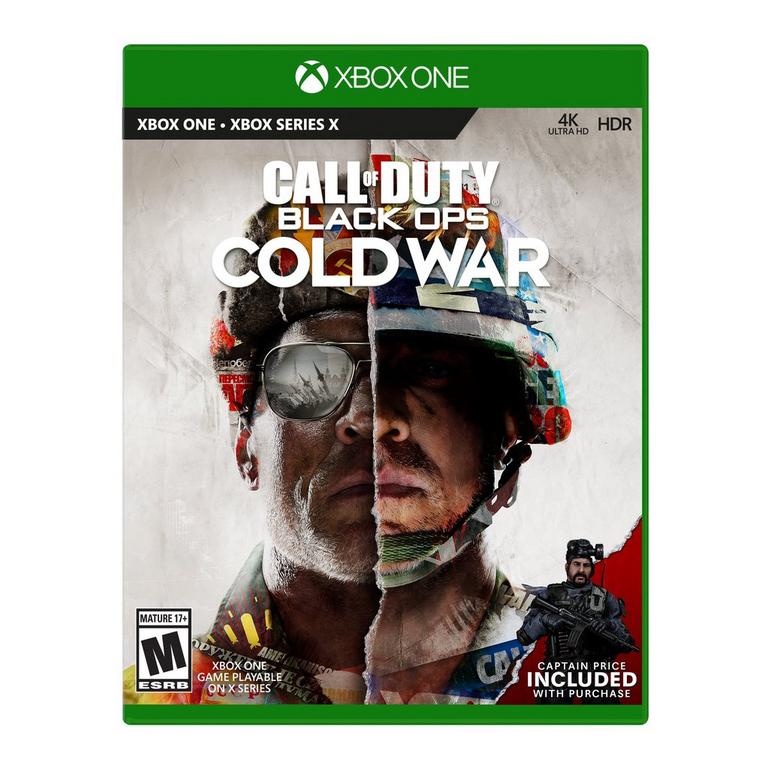 XBOX ONE
XBOX ONE • XBOX SERIES X
4K
ULTRA HD
HDR
CALL OF DUTY®
BLACK OPS
COLD WAR
MATURE 17+
M
ESRB
XBOX ONE
GAME PLAYABLE
ON X SERIES
CAPTAIN PRICE
INCLUDED
WITH PURCHASE